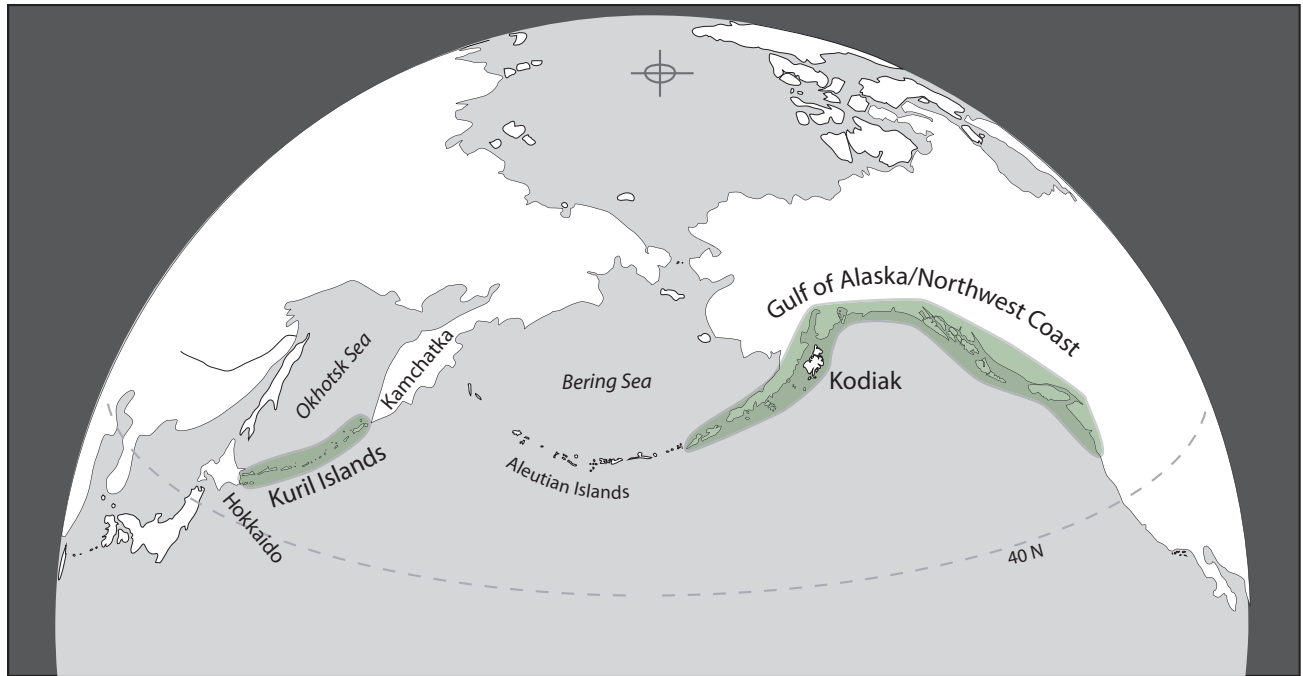 Gulf of Alaska/Northwest Coast
Okhotsk Sea
Kamchatka
Bering Sea
Kodiak
Kuril Islands
Aleutian Islands
Hokkaido
40 N